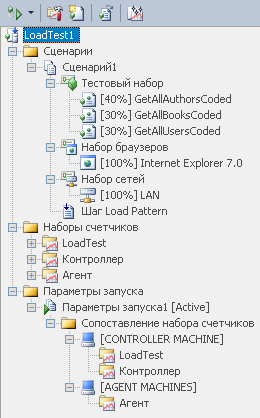 LoadTest1
Сценарии
Сценарий1
Тестовый набор
[40%] GetAllAuthorsCoded
[30%] GetAllBooksCoded
[30%] GetAllUsersCoded
Набор браузеров
[100%] Internet Explorer 7.0
Набор сетей
[100%] LAN
Шаг Load Pattern
Наборы счетчиков
LoadTest
Контроллер
Агент
Параметры запуска
Параметры запуска1 [Active]
Сопоставление набора счетчиков
[CONTROLLER MACHINE]
LoadTest
Контроллер
[AGENT MACHINES]
Агент